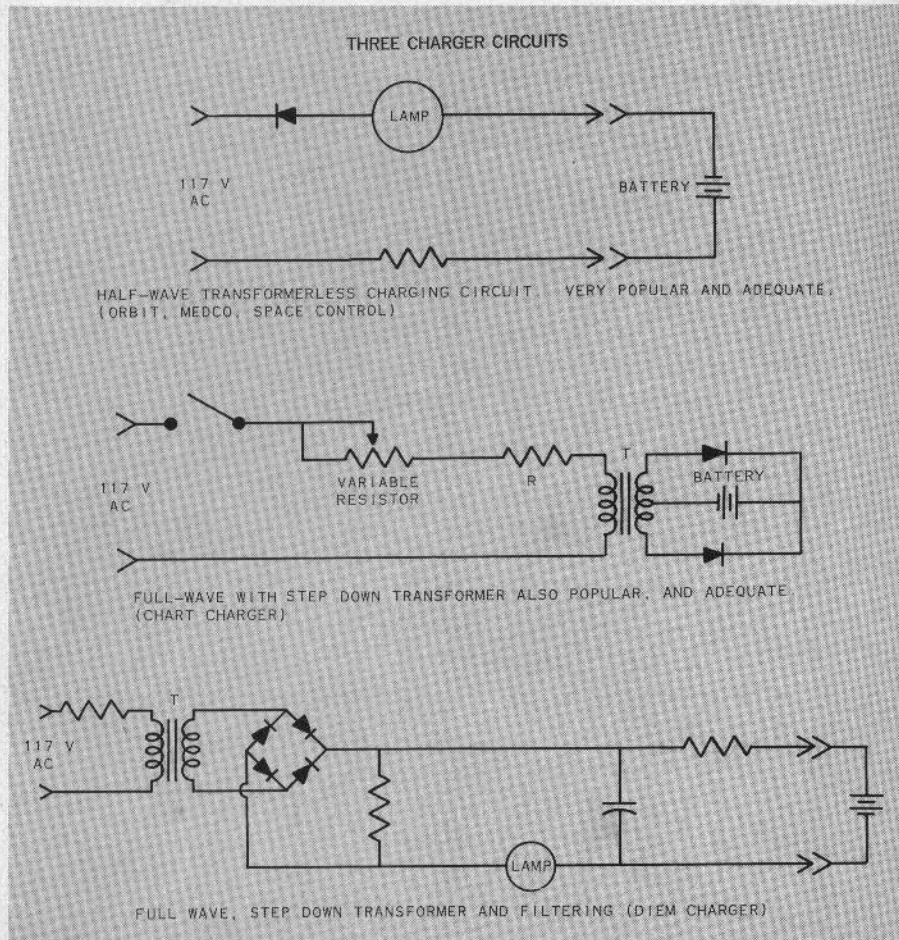 THREE CHARGER CIRCUITS
LAMP
117 V
AC
BATTERY
HALF-WAVE TRANSFORMERLESS CHARGING CIRCUIT. VERY POPULAR AND ADEQUATE.
(ORBIT, MEDCO, SPACE CONTROL)
117 V
AC
VARIABLE
RESISTOR
R
T
BATTERY
FULL-WAVE WITH STEP DOWN TRANSFORMER ALSO POPULAR, AND ADEQUATE
(CHART CHARGER)
T
117 V
AC
LAMP
FULL WAVE, STEP DOWN TRANSFORMER AND FILTERING (DIEM CHARGER)